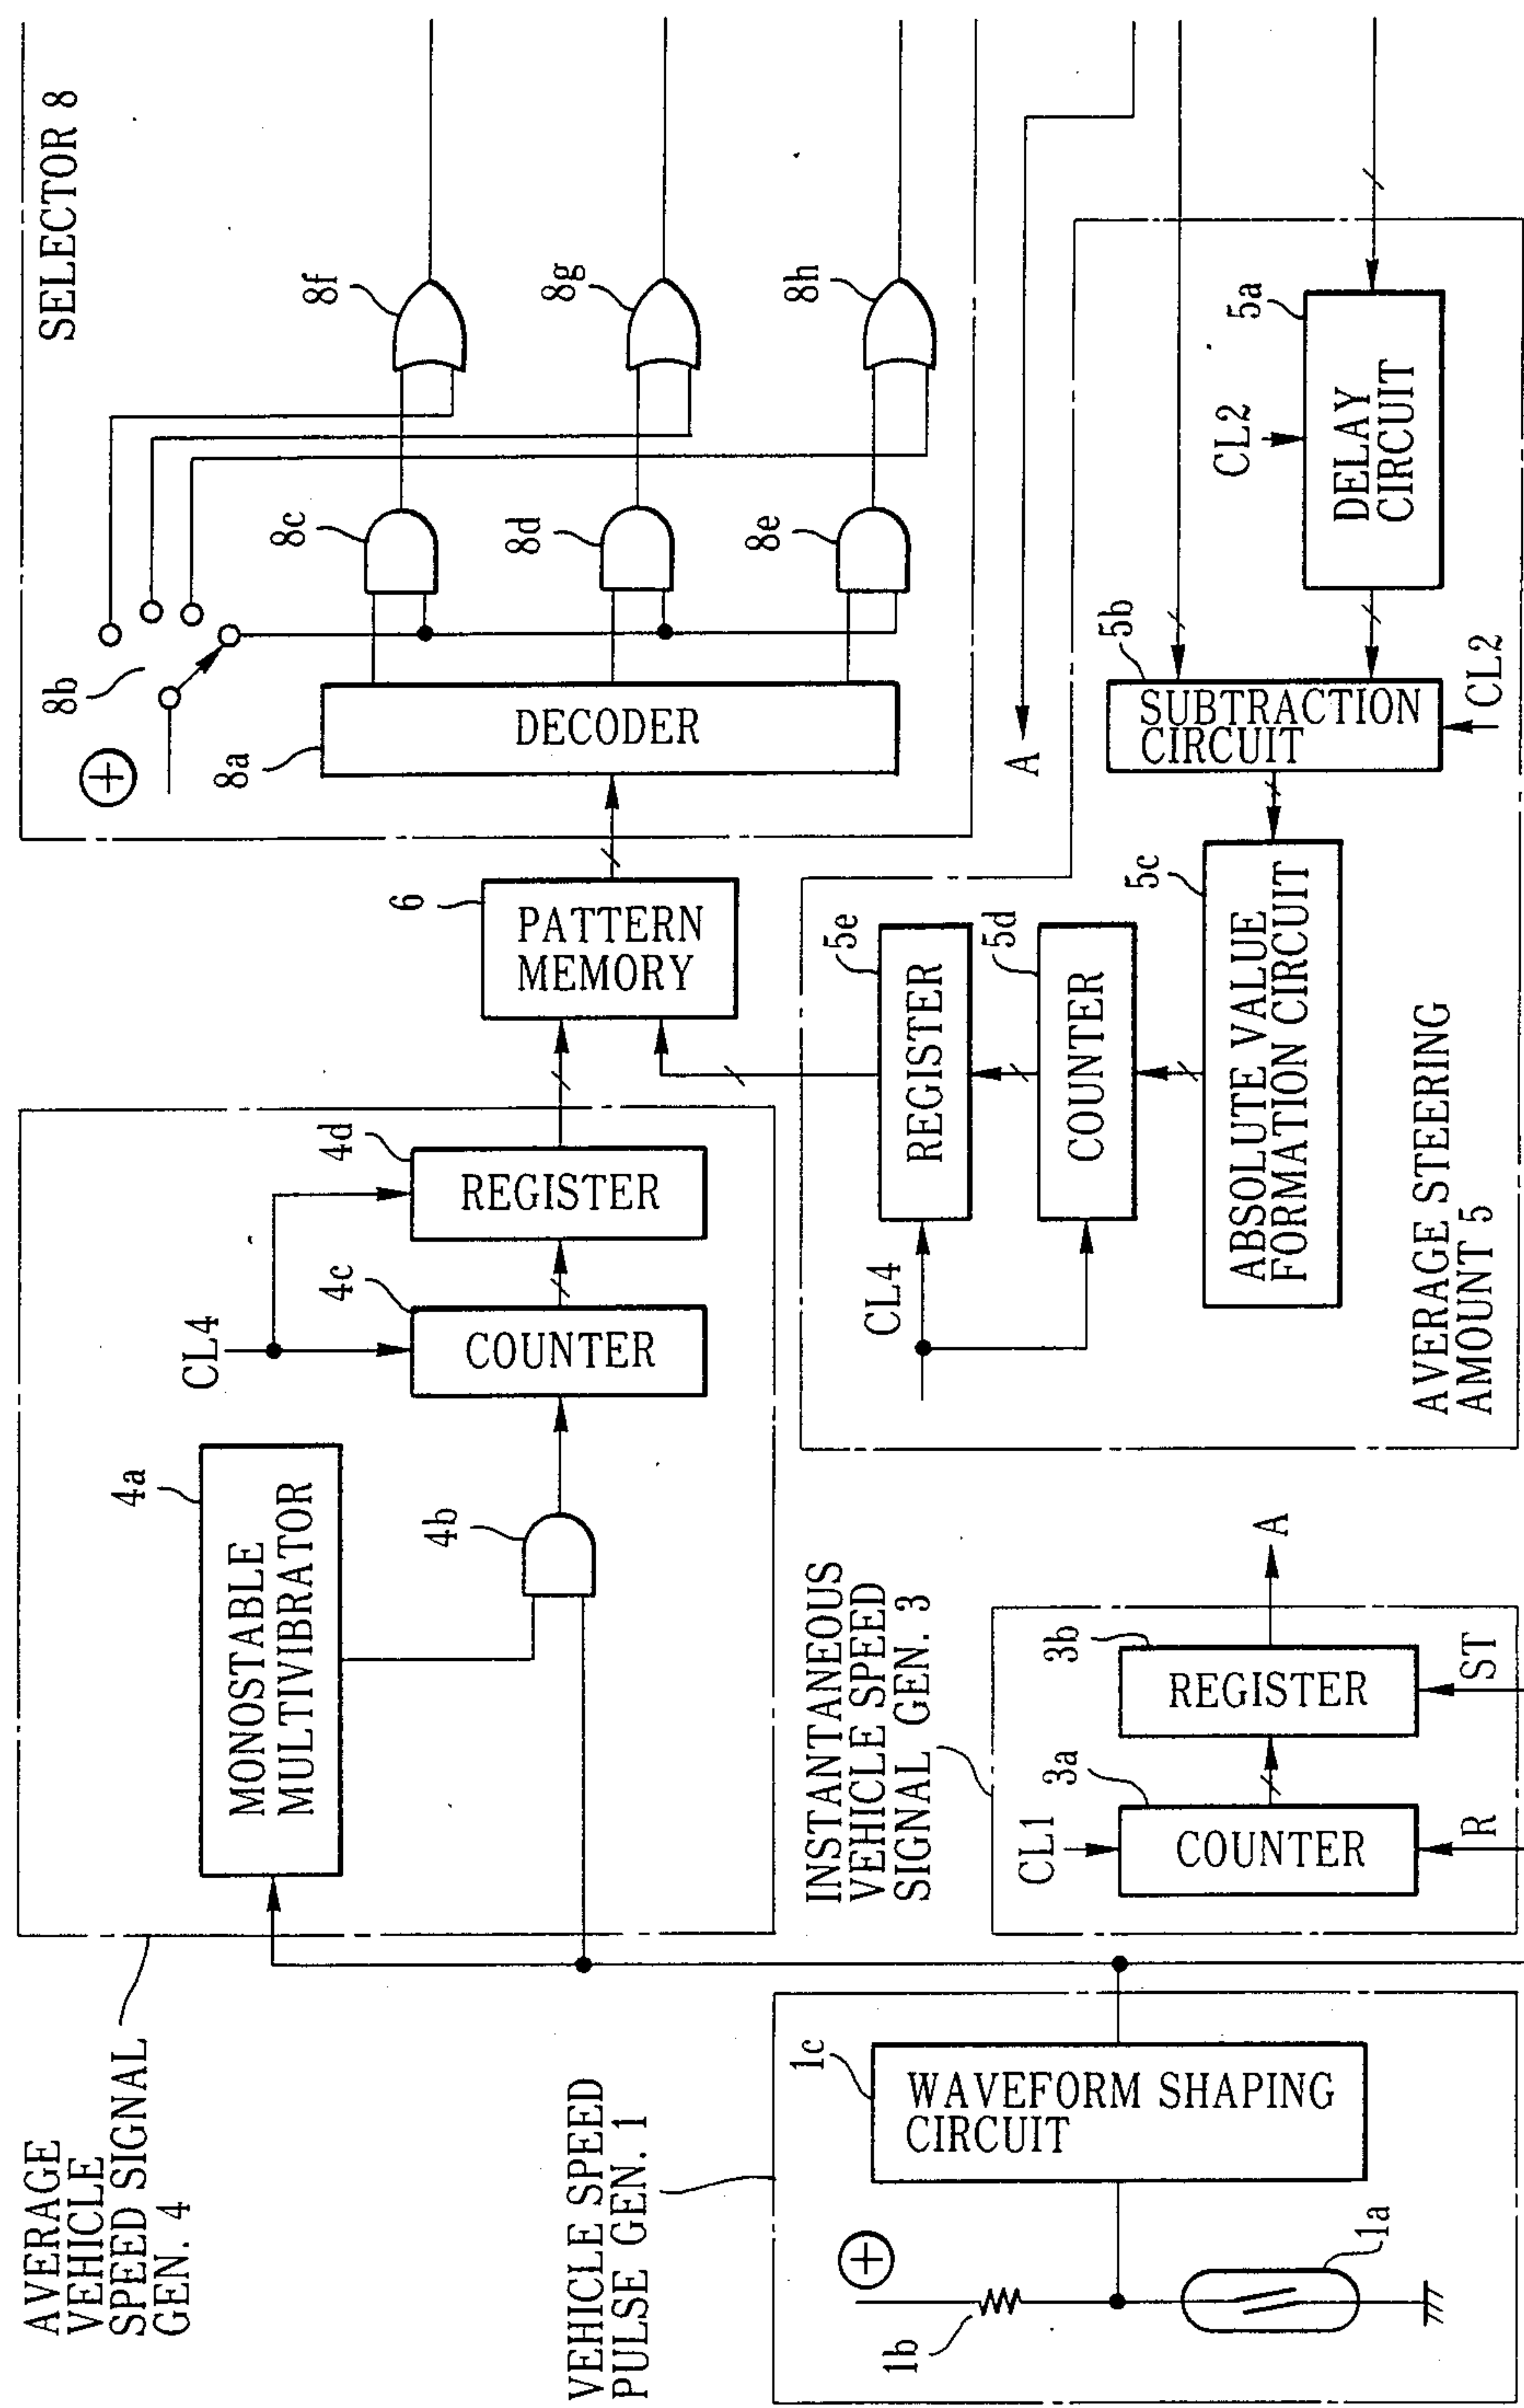 AVERAGE
VEHICLE
SPEED SIGNAL
GEN. 4
4a
MONOSTABLE
MULTIVIBRATOR
4b
CL4
4c
COUNTER
4d
REGISTER
6
PATTERN
MEMORY
SELECTOR 8
+
8b
8a
DECODER
8c
8d
8e
8f
8g
8h
VEHICLE SPEED
PULSE GEN. 1
+
1b
1a
1c
WAVEFORM SHAPING
CIRCUIT
INSTANTANEOUS
VEHICLE SPEED
SIGNAL GEN. 3
CL1
3a
COUNTER
R
3b
REGISTER
ST
A
CL4
5e
REGISTER
5d
COUNTER
5c
ABSOLUTE VALUE
FORMATION CIRCUIT
AVERAGE STEERING
AMOUNT 5
A
5b
SUBTRACTION
CIRCUIT
CL2
CL2
5a
DELAY
CIRCUIT